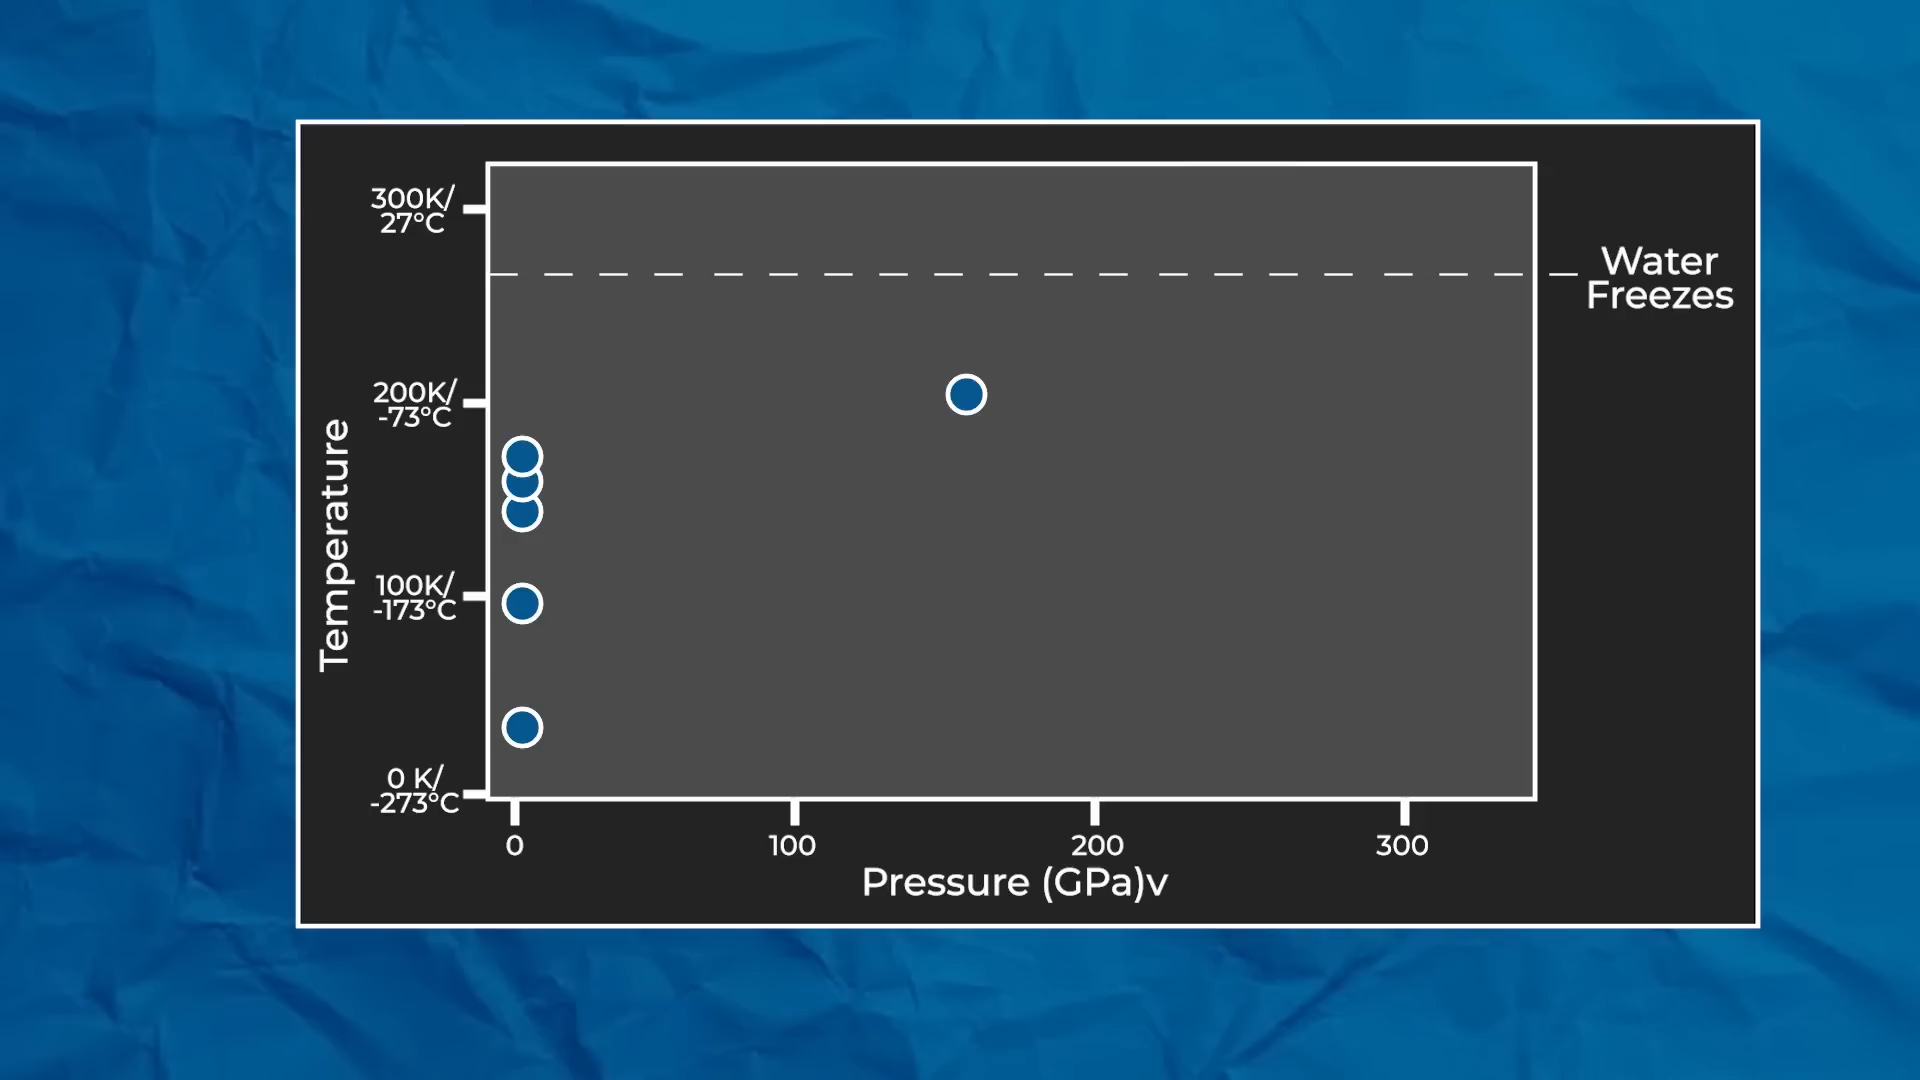 300K/
27°C
Water
Freezes
200K/
-73°C
Temperature
100K/
-173°C
0 K/
-273°C
0 100 200 300
Pressure (GPa)v